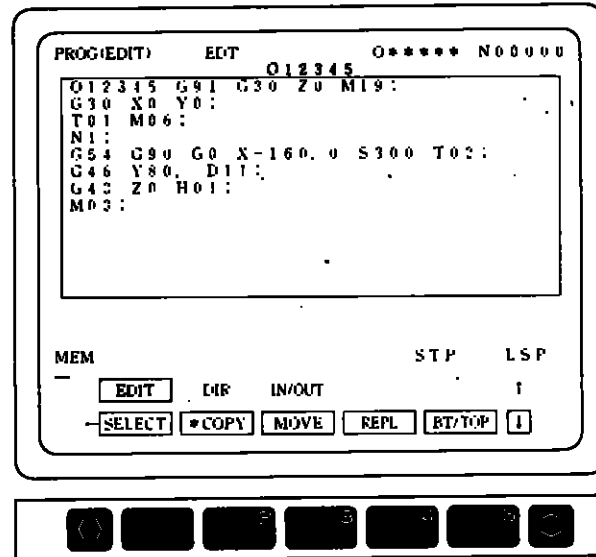 PROG(EDIT) EDT O***** N00000
O12345
O12345 G91 G30 Z0 M19:
G30 X0 Y0:
T01 M06:
N1:
G54 G90 G0 X-160.0 S300 T02:
G46 Y80. D11:
G43 Z0 H01:
M03:
MEM STP LSP
EDIT DIR IN/OUT ↑
SELECT *COPY MOVE REPL BT/TOP ↓